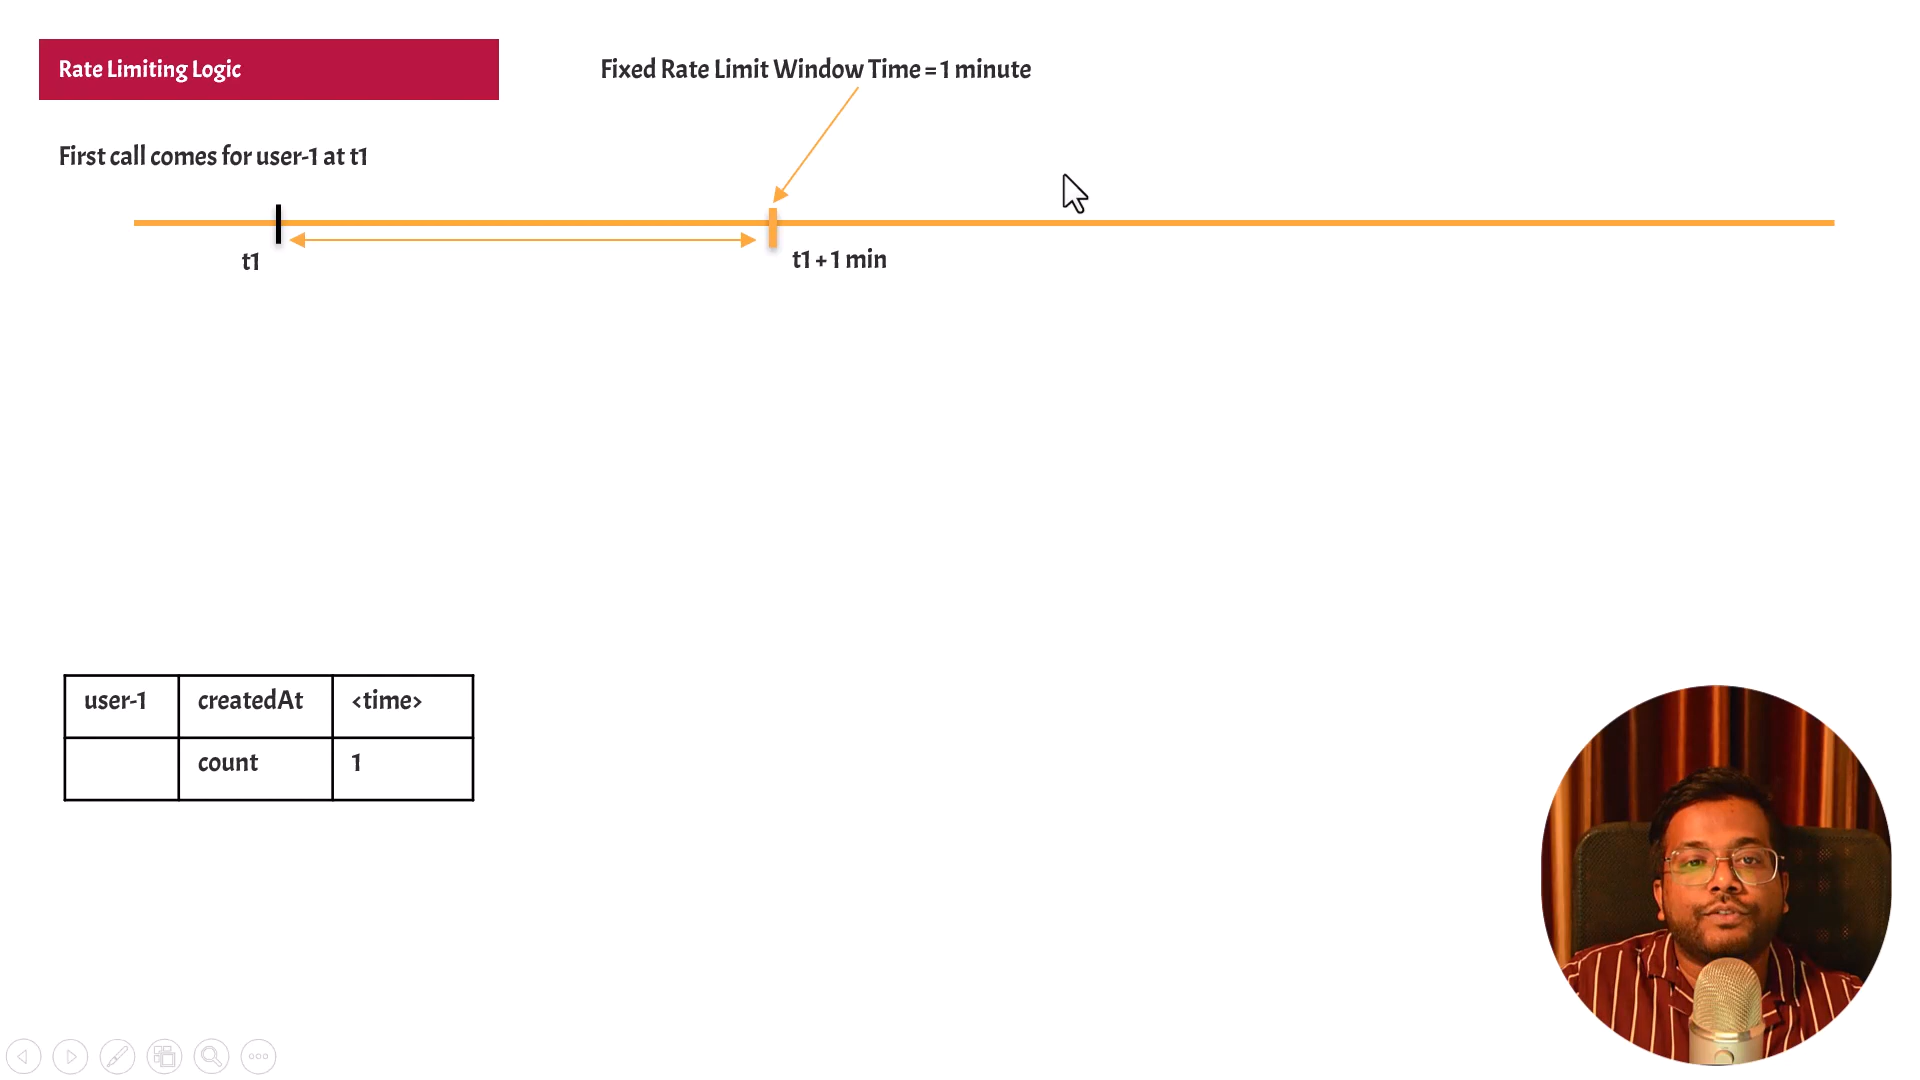 Rate Limiting Logic
Fixed Rate Limit Window Time = 1 minute
First call comes for user-1 at t1
t1
t1 + 1 min
user-1 createdAt <time>
count 1